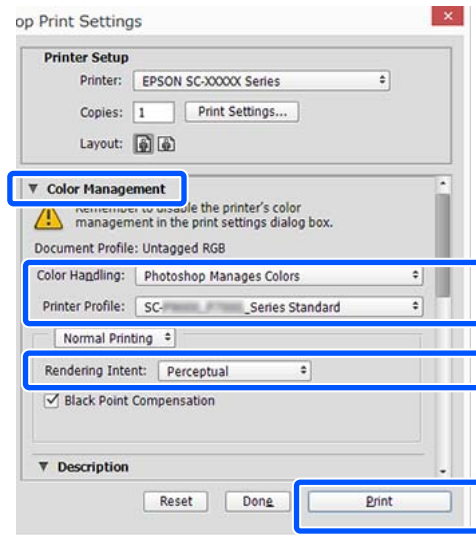 op Print Settings
Printer Setup
Printer: EPSON SC-XXXXX Series
Copies: 1 Print Settings...
Layout:
Color Management
Remember to disable the printer's color
management in the print settings dialog box.
Document Profile: Untagged RGB
Color Handling: Photoshop Manages Colors
Printer Profile: SC- _Series Standard
Normal Printing
Rendering Intent: Perceptual
Black Point Compensation
Description
Reset Done Print